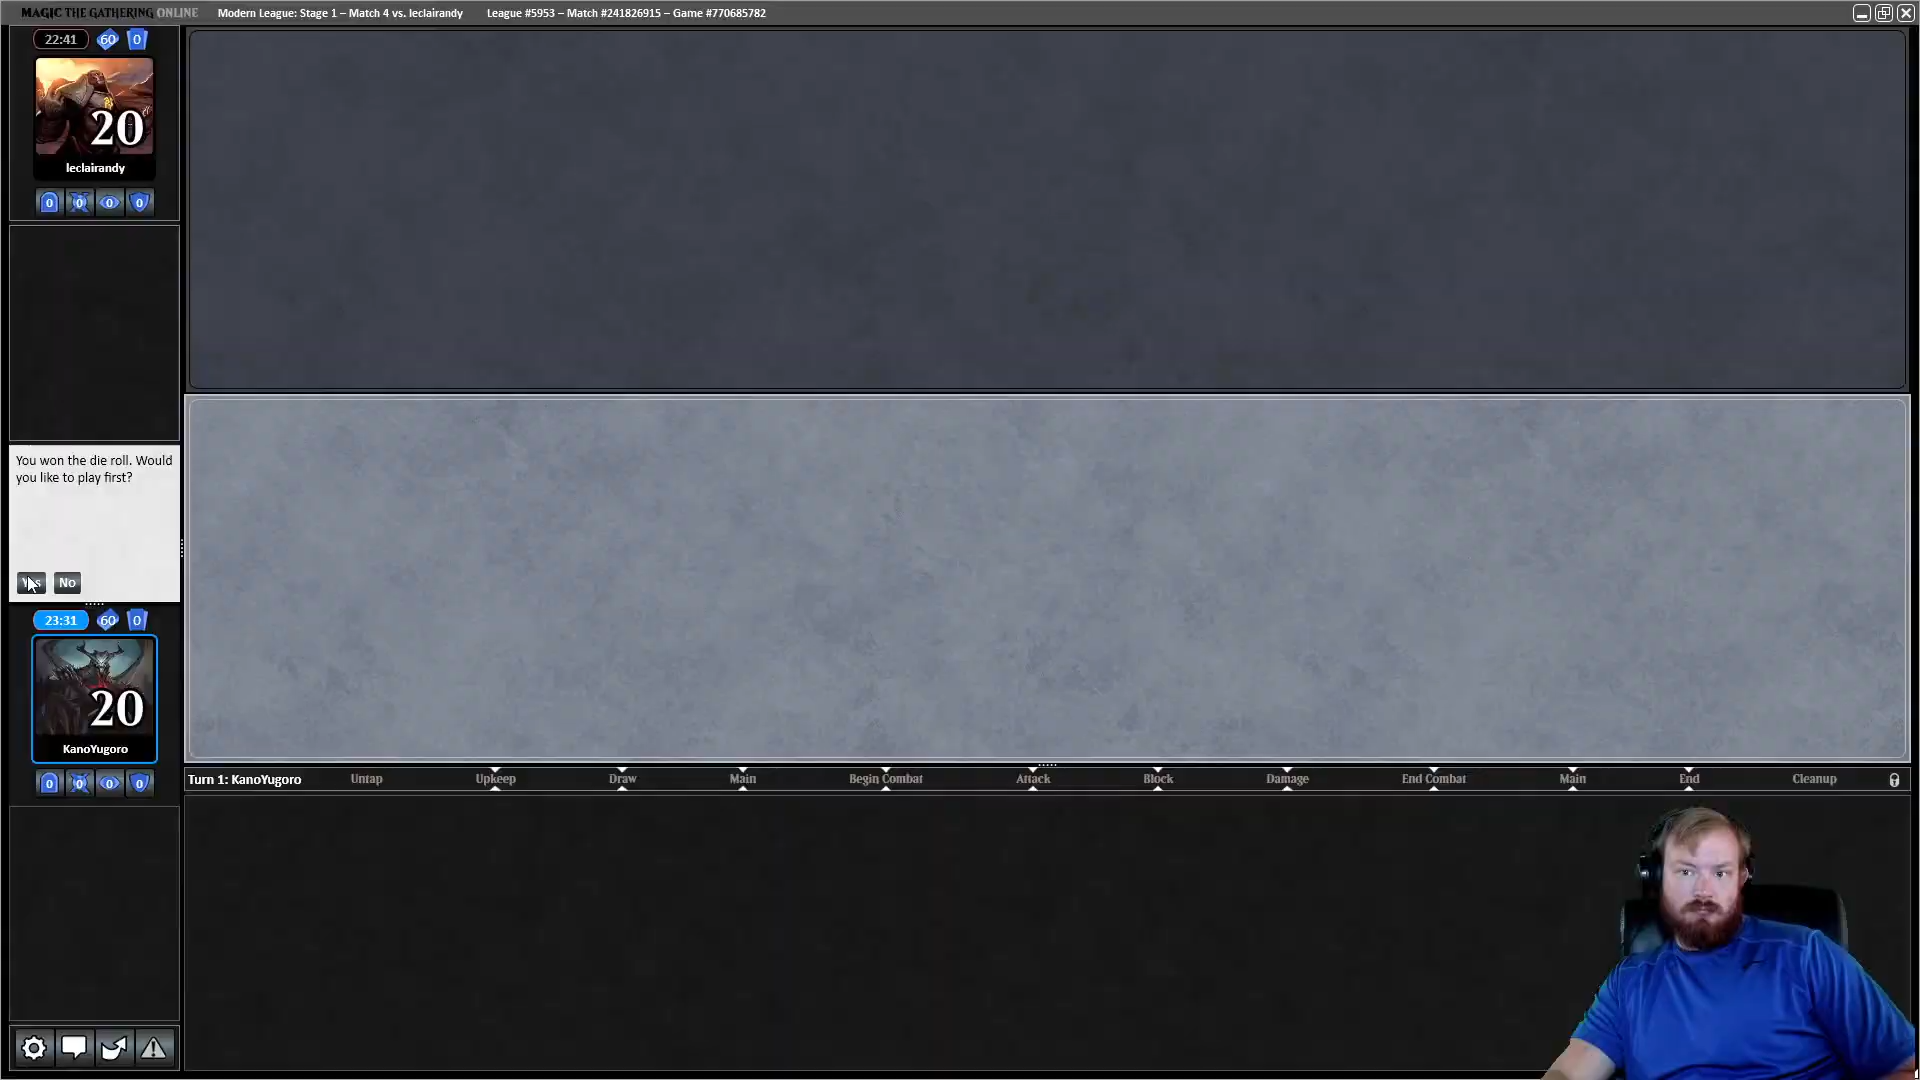 MAGIC THE GATHERING ONLINE
Modern League: Stage 1 – Match 4 vs. leclairandy
League #5953 – Match #241826915 – Game #770685782
22:41 60 0
20
leclairandy
0 0 0 0
You won the die roll. Would
you like to play first?
No
23:31 60 0
20
KanoYugoro
0 0 0 0
Turn 1: KanoYugoro
Untap
Upkeep
Draw
Main
Begin Combat
Attack
Block
Damage
End Combat
Main
End
Cleanup